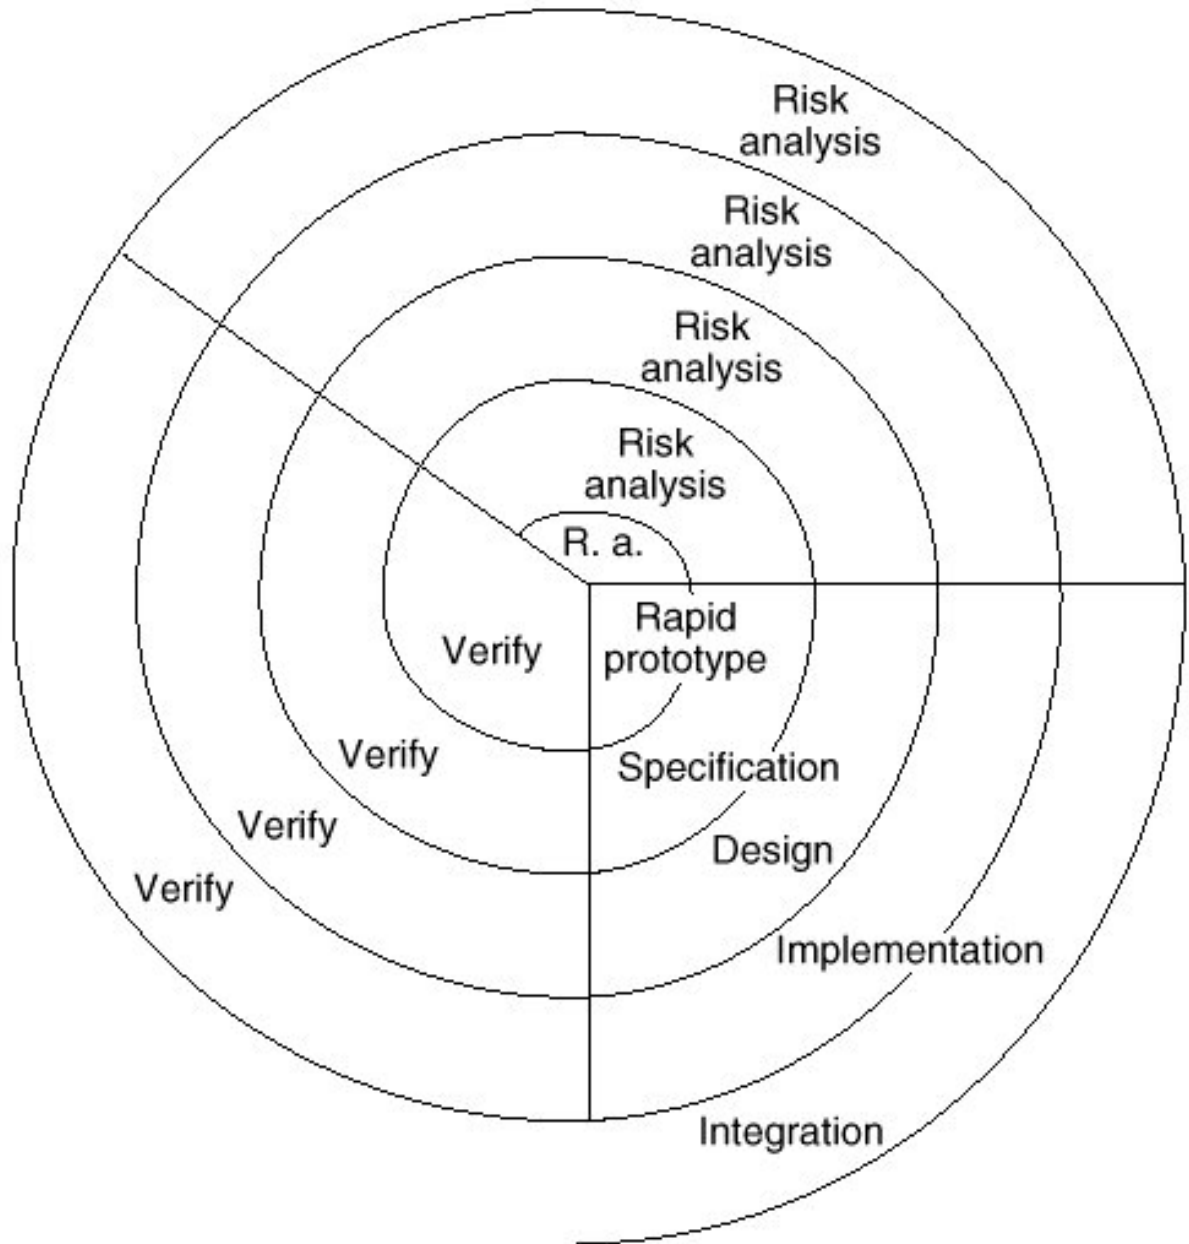 Risk
analysis
Risk
analysis
Risk
analysis
Risk
analysis
R. a.
Rapid
prototype
Verify
Verify
Specification
Verify
Design
Verify
Implementation
Integration